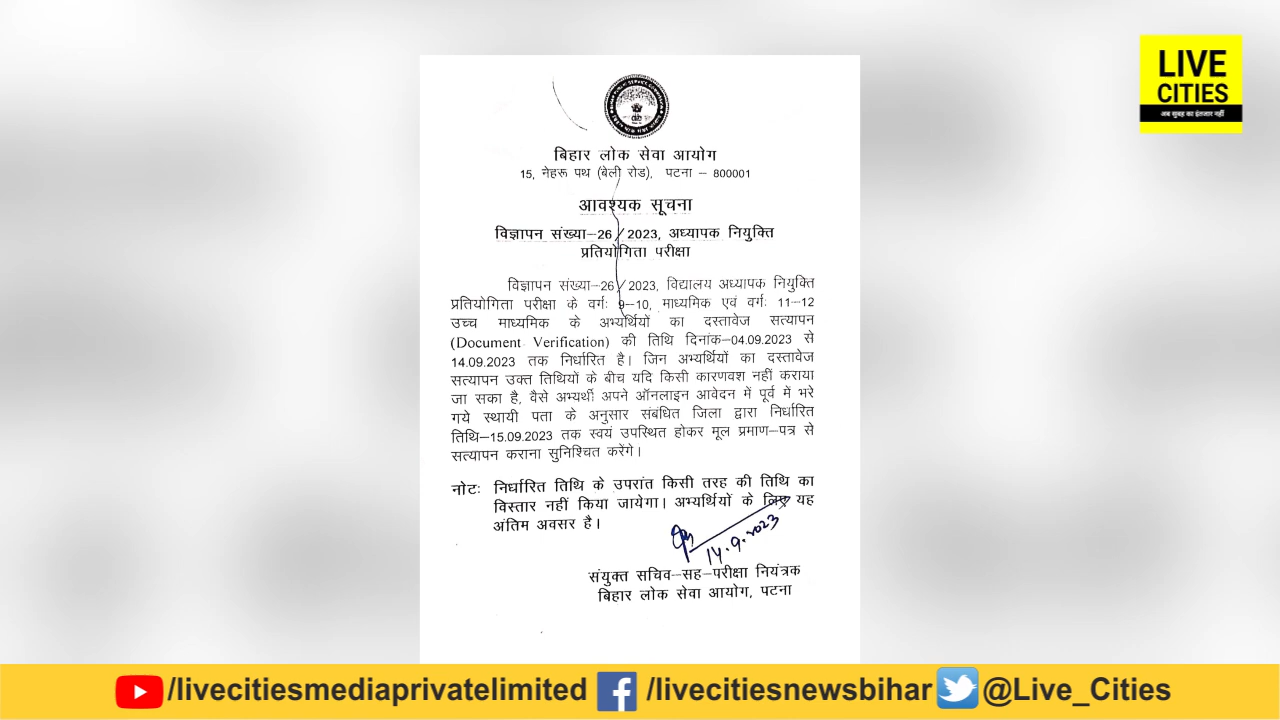 LIVE
CITIES
अब सुबह का इंतजार नहीं
बिहार लोक सेवा आयोग
15, नेहरू पथ (बेली रोड), पटना – 800001
आवश्यक सूचना
विज्ञापन संख्या–26/2023, अध्यापक नियुक्ति
प्रतियोगिता परीक्षा
विज्ञापन संख्या–26/2023, विद्यालय अध्यापक नियुक्ति
प्रतियोगिता परीक्षा के वर्गः 9–10, माध्यमिक एवं वर्गः 11–12
उच्च माध्यमिक के अभ्यर्थियों का दस्तावेज सत्यापन
(Document Verification) की तिथि दिनांक–04.09.2023 से
14.09.2023 तक निर्धारित है। जिन अभ्यर्थियों का दस्तावेज
सत्यापन उक्त तिथियों के बीच यदि किसी कारणवश नहीं कराया
जा सका है, वैसे अभ्यर्थी अपने ऑनलाइन आवेदन में पूर्व में भरे
गये स्थायी पता के अनुसार संबंधित जिला द्वारा निर्धारित
तिथि–15.09.2023 तक स्वयं उपस्थित होकर मूल प्रमाण–पत्र से
सत्यापन कराना सुनिश्चित करेंगे।
नोटः निर्धारित तिथि के उपरांत किसी तरह की तिथि का
विस्तार नहीं किया जायेगा। अभ्यर्थियों के लिए यह
अंतिम अवसर है।
14.9.2023
संयुक्त सचिव–सह–परीक्षा नियंत्रक
बिहार लोक सेवा आयोग, पटना
/livecitiesmediaprivatelimited /livecitiesnewsbihar @Live_Cities